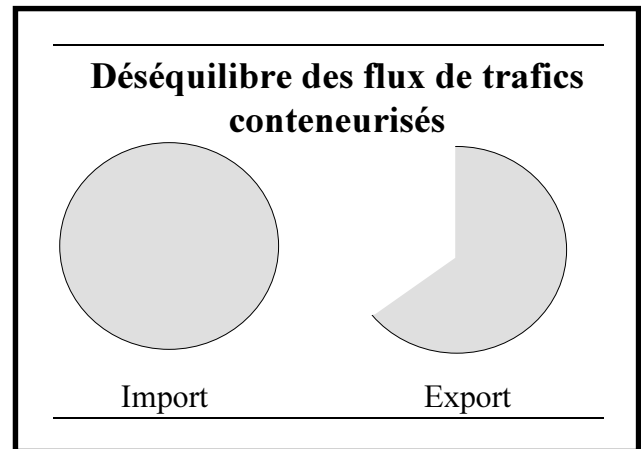 Déséquilibre des flux de trafics
conteneurisés
Import
Export